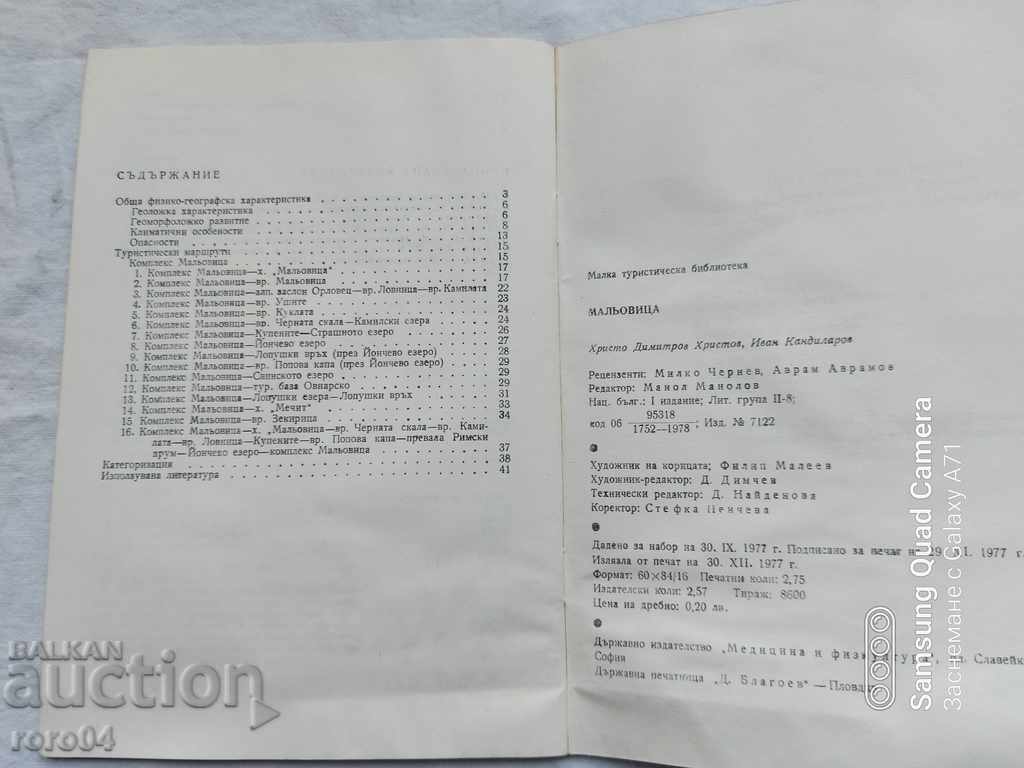 СЪДЪРЖАНИЕ
Обща физико-географска характеристика . . . 3
Геоложка характеристика . . . 6
Геоморфоложко развитие . . . 6
Климатични особености . . . 8
Опасности . . . 13
Туристически маршрути . . . 15
Комплекс Мальовица . . . 15
1. Комплекс Мальовица—х. „Мальовица“ . . . 17
2. Комплекс Мальовица—вр. Мальовица . . . 17
3. Комплекс Мальовица—алп. заслон Орловец—вр. Ловница—вр. Камилата 22
4. Комплекс Мальовица—вр. Ушите . . . 23
5. Комплекс Мальовица—вр. Куклата . . . 24
6. Комплекс Мальовица—вр. Черната скала—Камилски езера . . . 24
7. Комплекс Мальовица—Купените—Страшното езеро . . . 26
8. Комплекс Мальовица—Йончево езеро . . . 27
9. Комплекс Мальовица—Лопушки връх (през Йончево езеро) . . . 28
10. Комплекс Мальовица—вр. Попова капа (през Йончево езеро) . . . 29
11. Комплекс Мальовица—Свинското езеро . . . 29
12. Комплекс Мальовица—тур. база Овнарско . . . 29
13. Комплекс Мальовица—Лопушки езера—Лопушки връх . . . 31
14. Комплекс Мальовица—х. „Мечит“ . . . 33
15 Комплекс Мальовица—вр. Зекирица . . . 34
16. Комплекс Мальовица—х. „Мальовица—вр. Черната скала—вр. Ками-
лата—вр. Ловница—Купените—вр. Попова капа—превала Римски
друм—Йончево езеро—комплекс Мальовица . . . 37
Категоризация . . . 38
Използувана литература . . . 41
Малка туристическа библиотека
МАЛЬОВИЦА
Христо Димитров Христов, Иван Кандиларов
Рецензенти: Милко Чернев, Аврам Аврамов
Редактор: Манол Манолов
Нац. бълг.; I издание; Лит. група II-8;
код 06 95318/1752—1978; Изд. № 7122
Художник на корицата; Филип Малеев
Художник-редактор: Д. Димчев
Технически редактор: Д. Найденова
Коректор: Стефка Пенчева
Дадено за набор на 30. IX. 1977 г. Подписано за печат на 29. XI. 1977 г.
Излязла от печат на 30. XII. 1977 г.
Формат: 60×84/16 Печатни коли: 2,75
Издателски коли: 2,57 Тираж: 8600
Цена на дребно: 0,20 лв.
Държавно издателство „Медицина и физкултура“, Славейк
София
Държавна печатница „Д. Благоев“ — Пловд
Samsung Quad Camera
Заснемане с Galaxy A71
BALKAN
auction
roro04